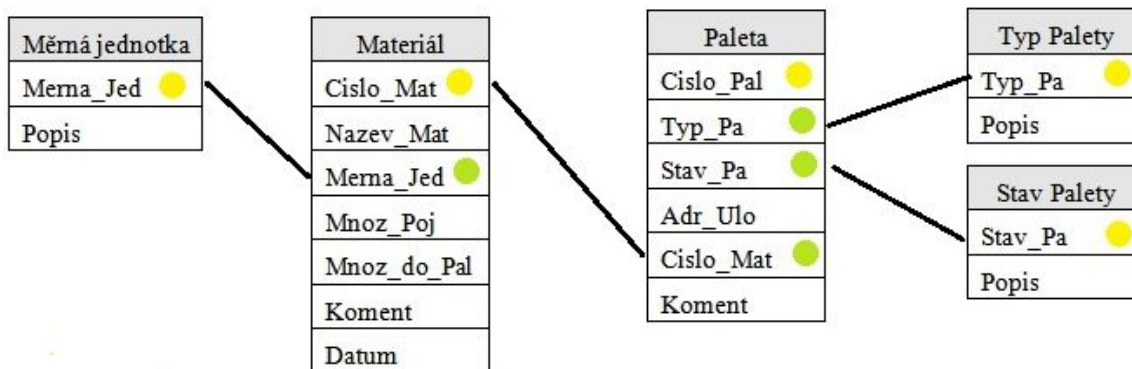 Měrná jednotka
Merna_Jed
Popis
Materiál
Cislo_Mat
Nazev_Mat
Merna_Jed
Mnoz_Poj
Mnoz_do_Pal
Koment
Datum
Paleta
Cislo_Pal
Typ_Pa
Stav_Pa
Adr_Ulo
Cislo_Mat
Koment
Typ Palety
Typ_Pa
Popis
Stav Palety
Stav_Pa
Popis